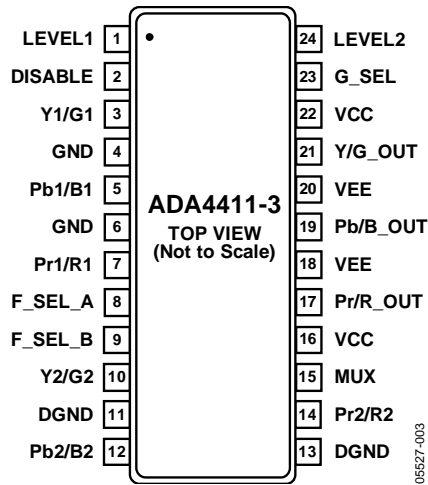 LEVEL1 1 24 LEVEL2
DISABLE 2 23 G_SEL
Y1/G1 3 22 VCC
GND 4 21 Y/G_OUT
Pb1/B1 5 20 VEE
ADA4411-3
GND 6 19 Pb/B_OUT
TOP VIEW
(Not to Scale)
Pr1/R1 7 18 VEE
F_SEL_A 8 17 Pr/R_OUT
F_SEL_B 9 16 VCC
Y2/G2 10 15 MUX
DGND 11 14 Pr2/R2
Pb2/B2 12 13 DGND
05527-003